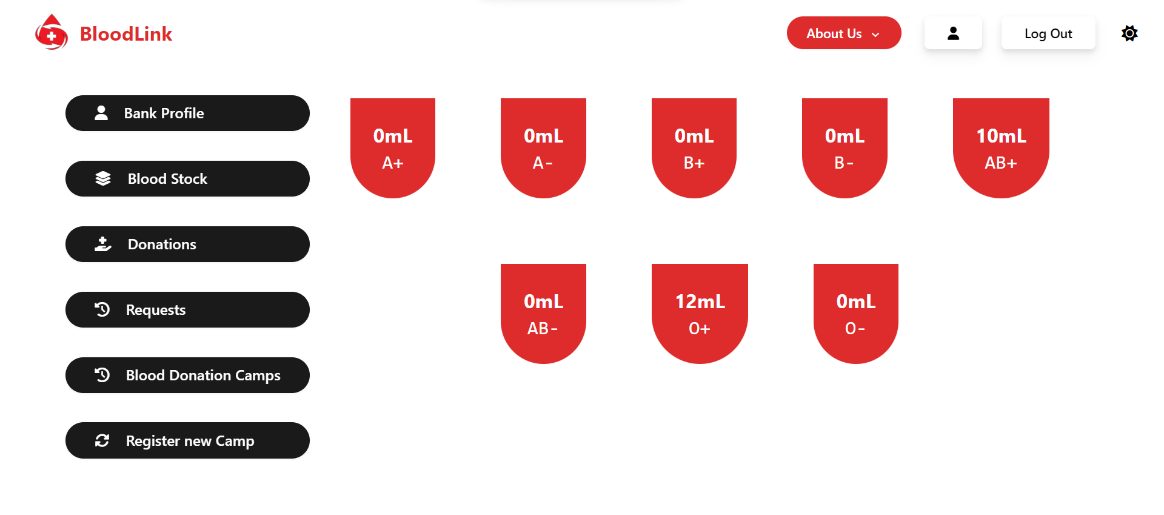 BloodLink
About Us
Log Out
Bank Profile
Blood Stock
Donations
Requests
Blood Donation Camps
Register new Camp
0mL
A+
0mL
A-
0mL
B+
0mL
B-
10mL
AB+
0mL
AB-
12mL
O+
0mL
O-